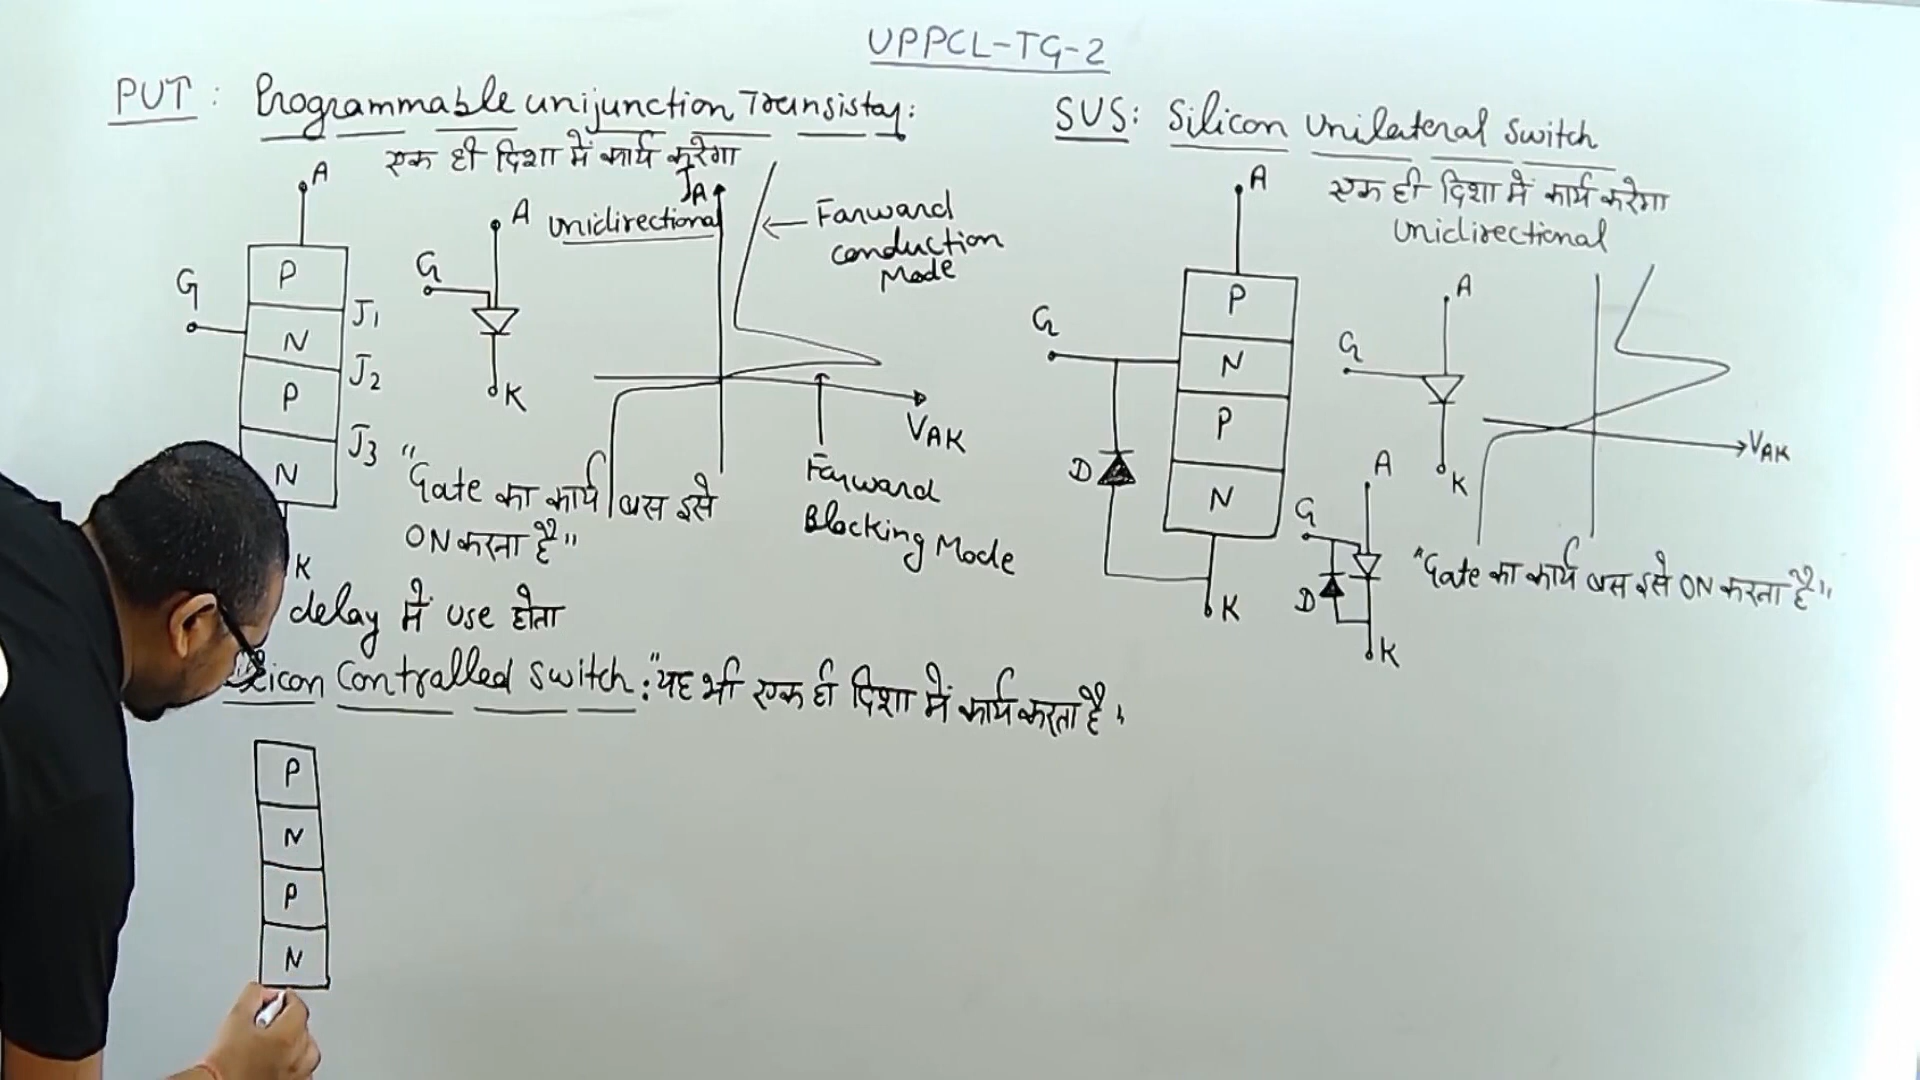 UPPCL-TG-2
PUT : Programmable unijunction Transistor:
एक ही दिशा में कार्य करेगा
unidirectional
A
P
G
N
P
N
J1
J2
J3
K
A
G
K
IA
Forward
conduction
Mode
VAK
Forward
Blocking Mode
"Gate का कार्य बस इसे
ON करना है"
delay में use होता
SUS: Silicon unilateral switch
एक ही दिशा में कार्य करेगा
unidirectional
A
P
G
N
P
N
D
K
A
G
K
VAK
A
G
D
K
"Gate का कार्य बस इसे ON करना है"
Controlled switch: "यह भी एक ही दिशा में कार्य करता है,
P
N
P
N